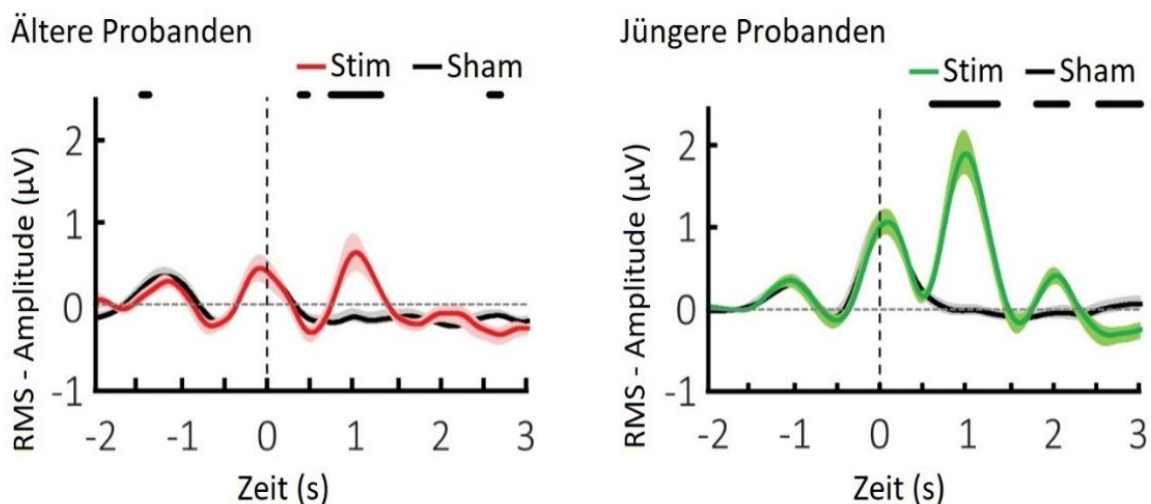 Ältere Probanden
Stim Sham
RMS - Amplitude (µV)
2
1
0
-1
-2 -1 0 1 2 3
Zeit (s)
Jüngere Probanden
Stim Sham
RMS - Amplitude (µV)
2
1
0
-1
-2 -1 0 1 2 3
Zeit (s)